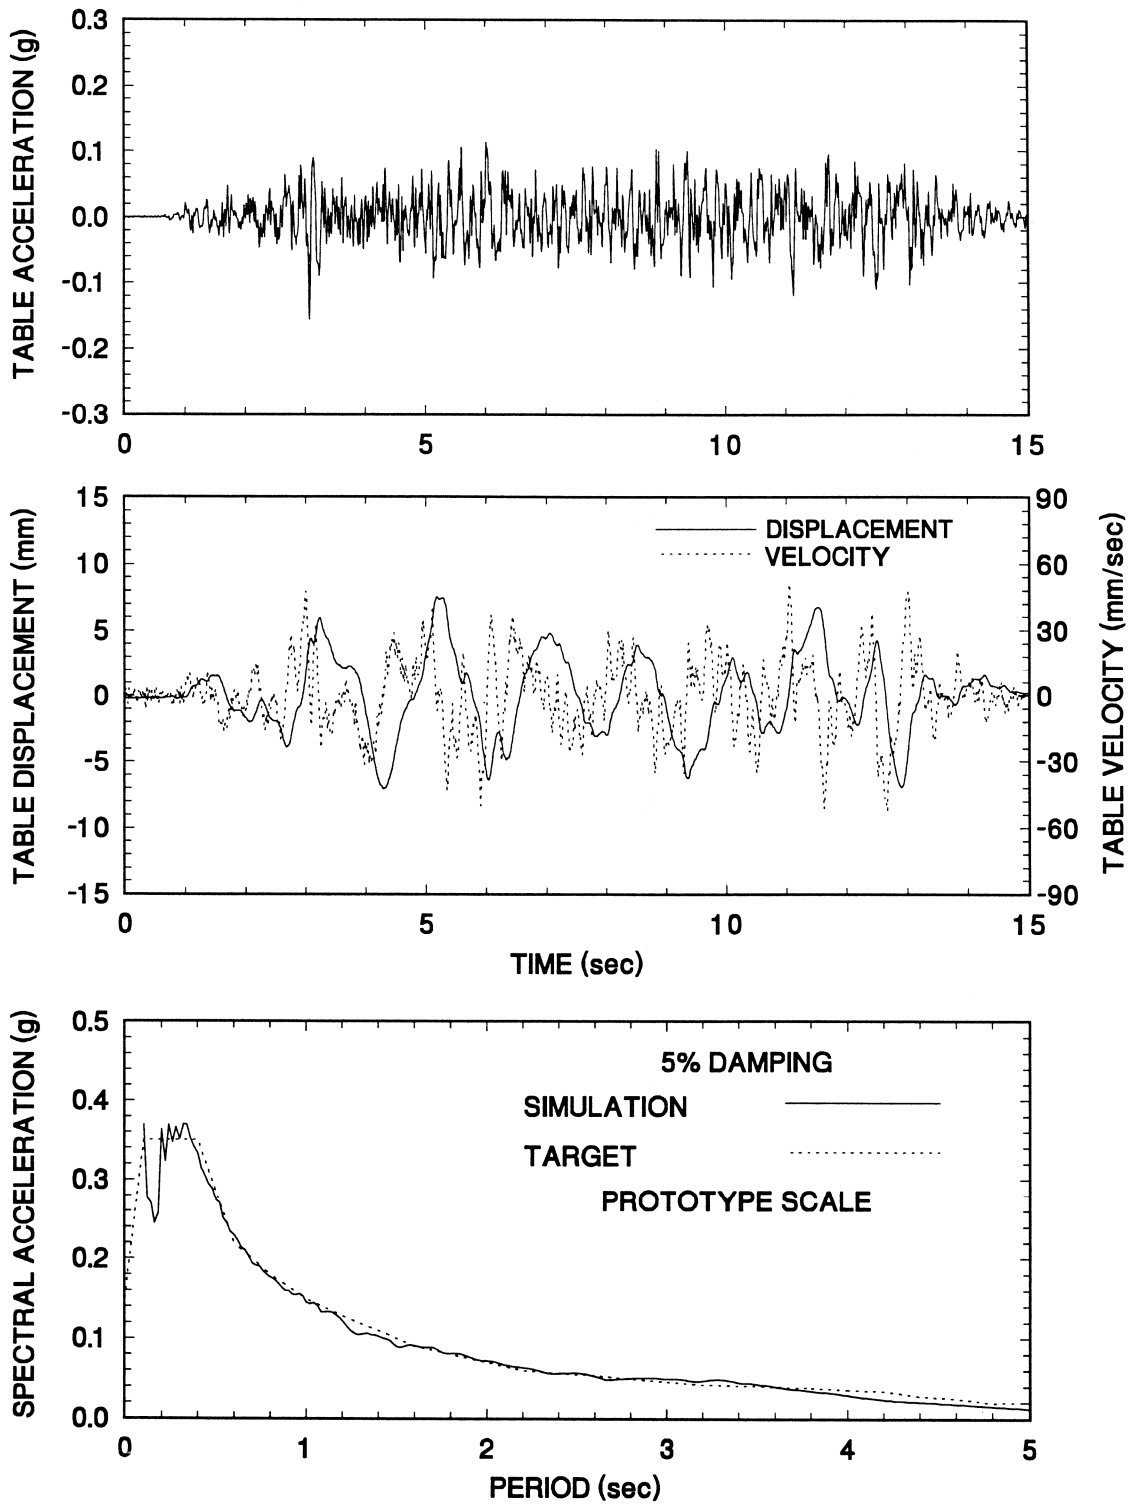 TABLE ACCELERATION (g)
0.3
0.2
0.1
0.0
-0.1
-0.2
-0.3
0 5 10 15
TABLE DISPLACEMENT (mm)
15
10
5
0
-5
-10
-15
DISPLACEMENT
VELOCITY
90
60
30
0
-30
-60
-90
TABLE VELOCITY (mm/sec)
0 5 10 15
TIME (sec)
SPECTRAL ACCELERATION (g)
0.5
0.4
0.3
0.2
0.1
0.0
5% DAMPING
SIMULATION
TARGET
PROTOTYPE SCALE
0 1 2 3 4 5
PERIOD (sec)